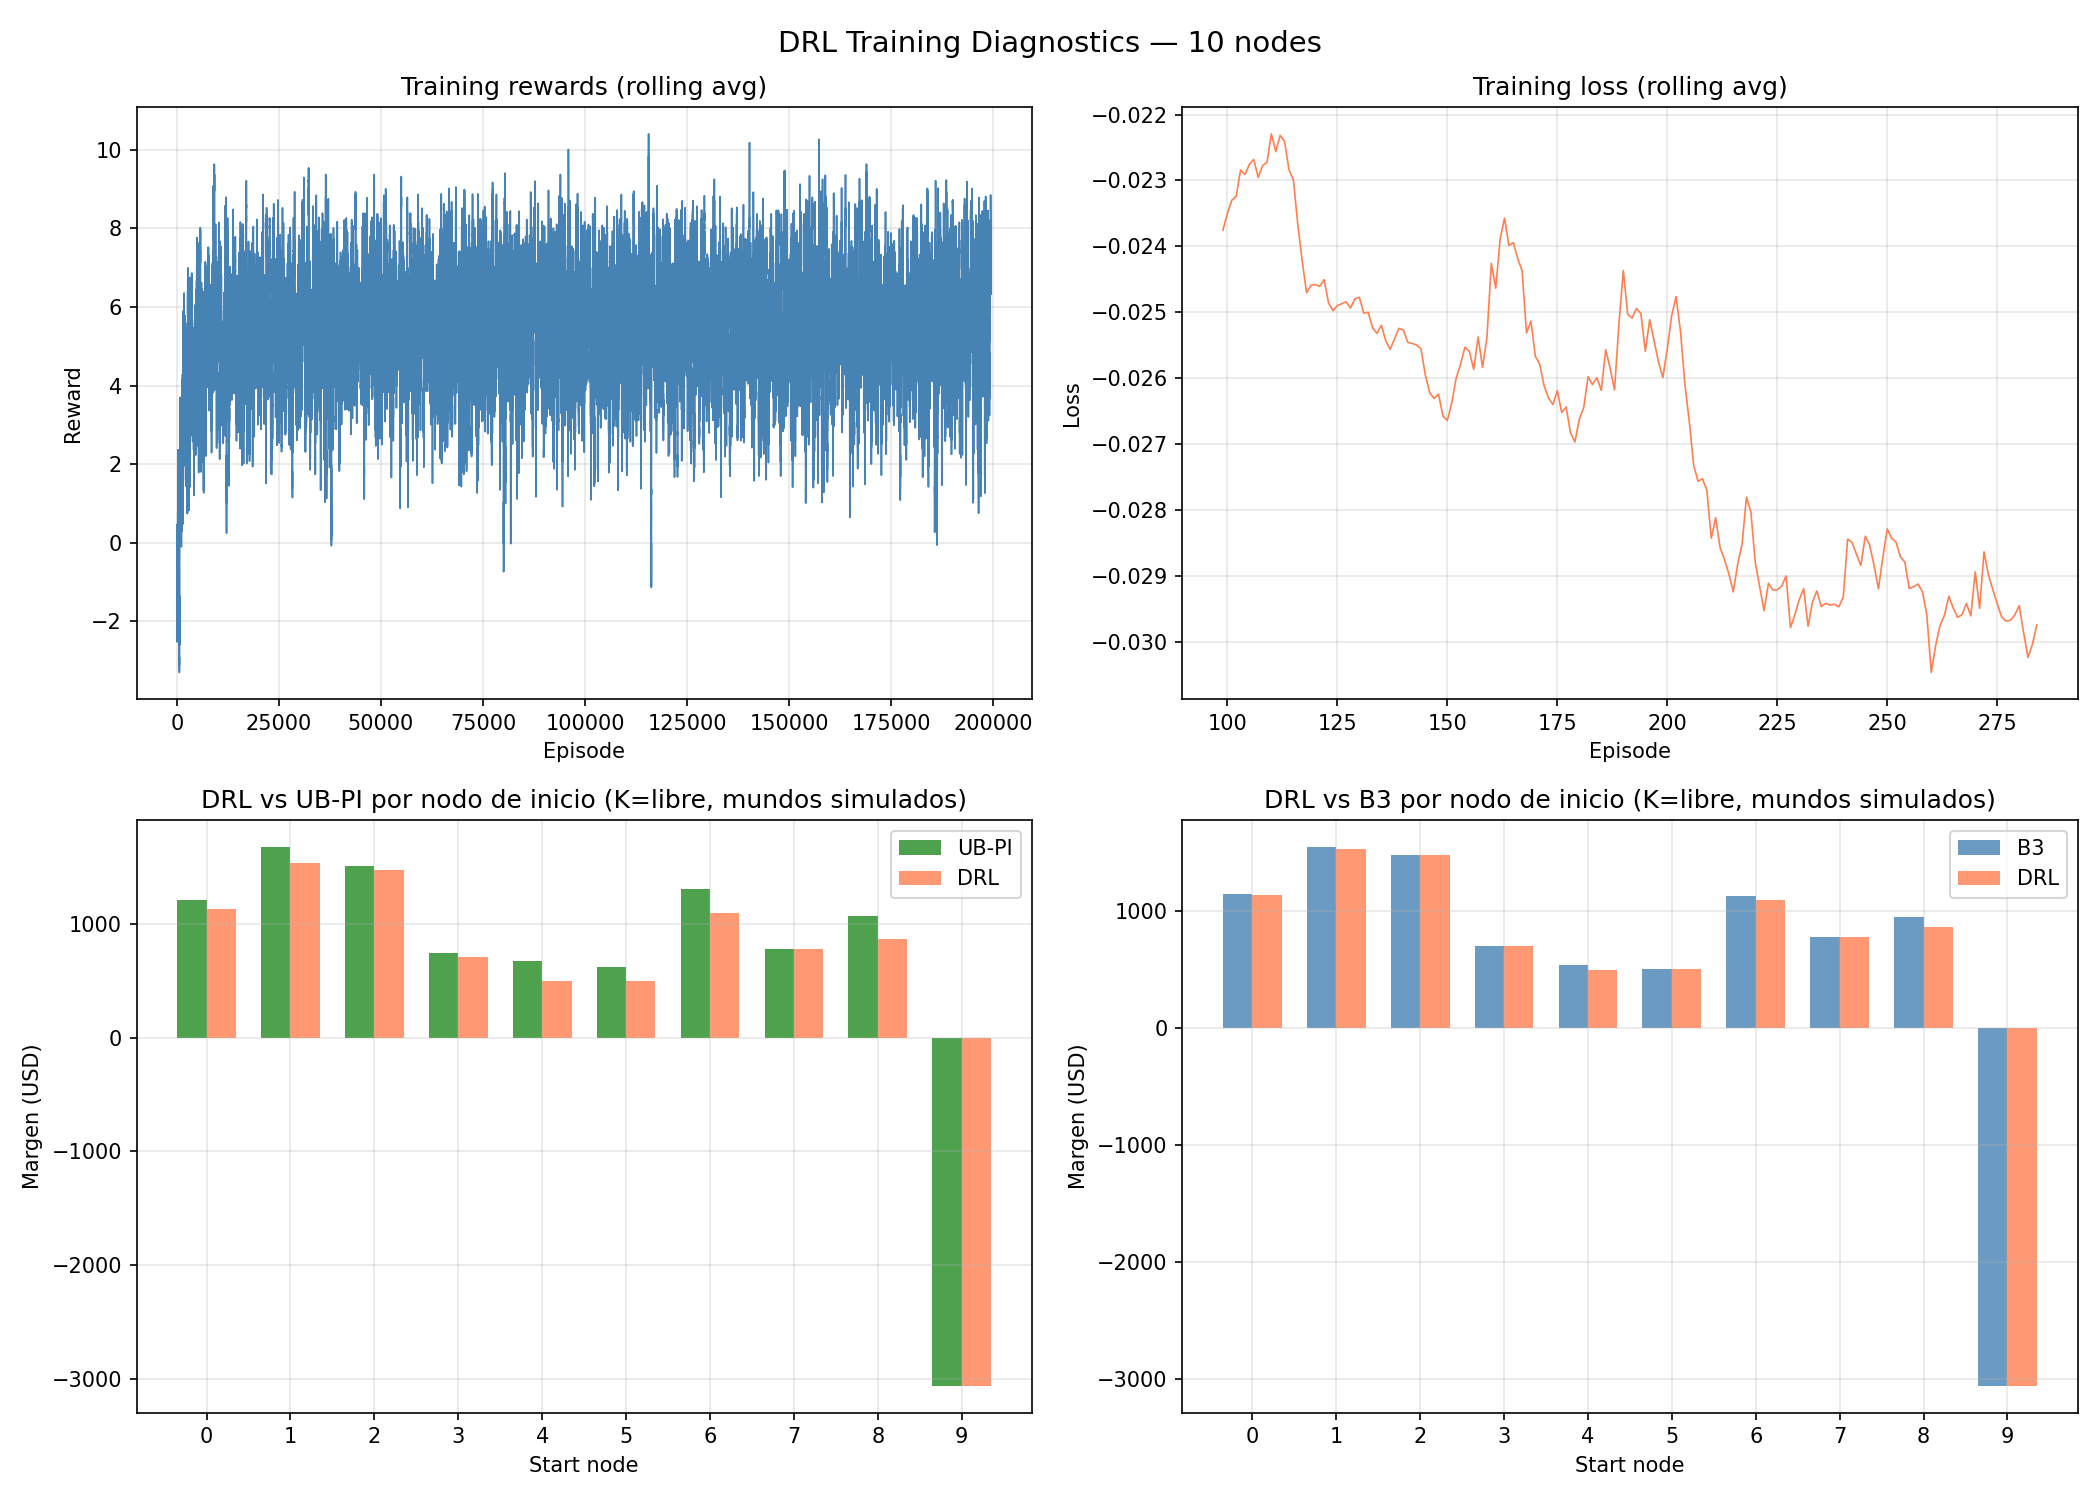 DRL Training Diagnostics — 10 nodes
Training rewards (rolling avg)
10
8
6
4
2
0
−2
Reward
0 25000 50000 75000 100000 125000 150000 175000 200000
Episode
Training loss (rolling avg)
−0.022
−0.023
−0.024
−0.025
−0.026
−0.027
−0.028
−0.029
−0.030
Loss
100 125 150 175 200 225 250 275
Episode
DRL vs UB-PI por nodo de inicio (K=libre, mundos simulados)
UB-PI
DRL
1000
0
−1000
−2000
−3000
Margen (USD)
0 1 2 3 4 5 6 7 8 9
Start node
DRL vs B3 por nodo de inicio (K=libre, mundos simulados)
B3
DRL
1000
0
−1000
−2000
−3000
Margen (USD)
0 1 2 3 4 5 6 7 8 9
Start node